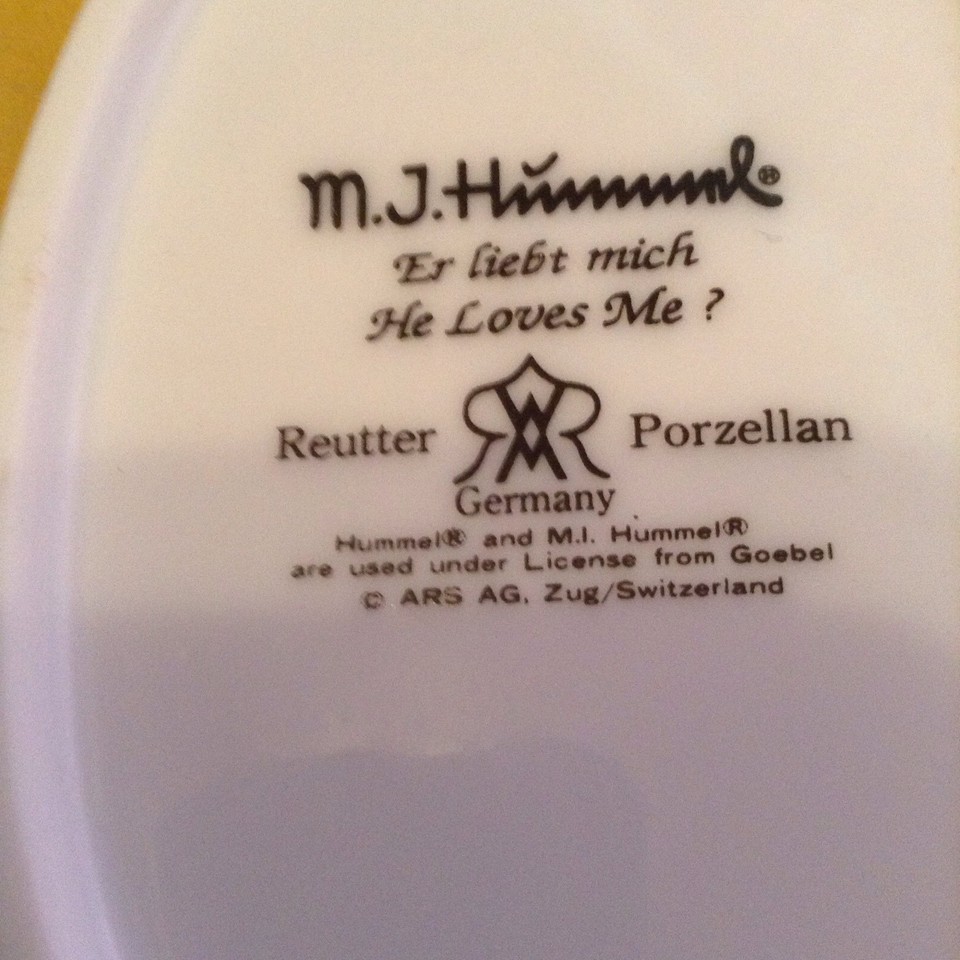 M.J. Hummel®
Er liebt mich
He Loves Me ?
Reutter Porzellan
Germany
Hummel® and M.I. Hummel®
are used under License from Goebel
© ARS AG, Zug/Switzerland